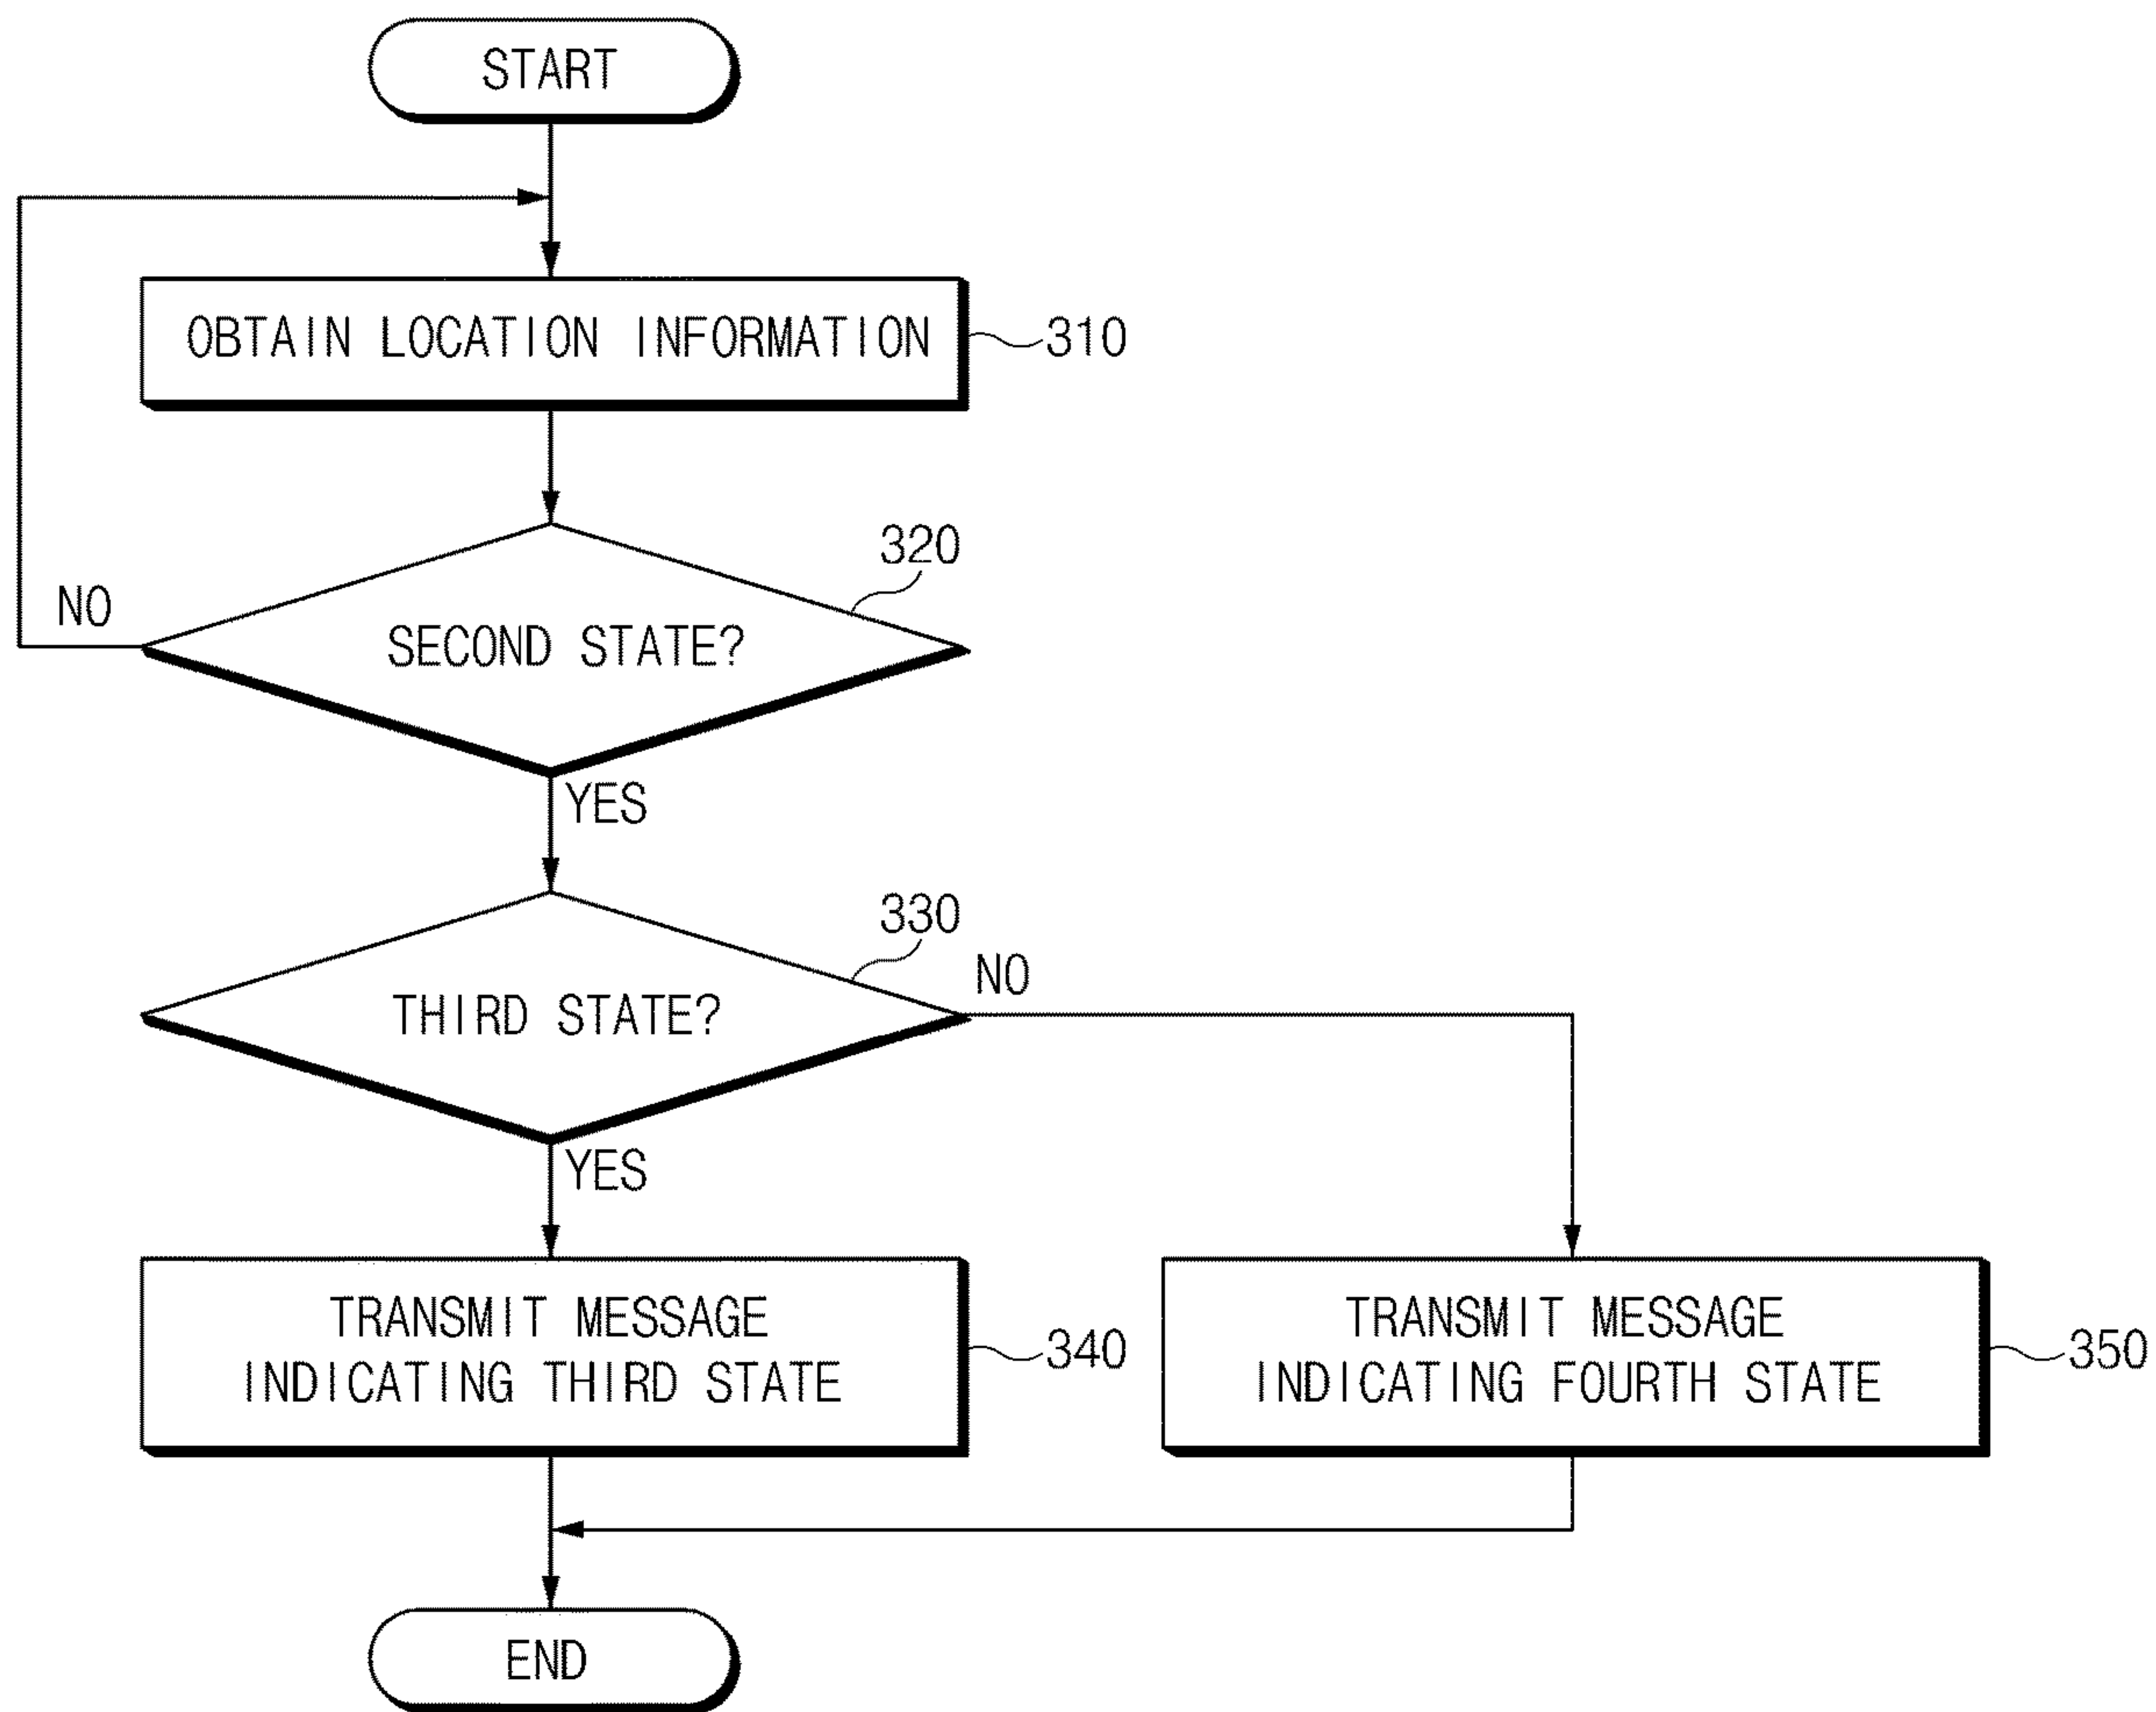 START
OBTAIN LOCATION INFORMATION
310
320
NO
SECOND STATE?
YES
330
NO
THIRD STATE?
YES
TRANSMIT MESSAGE
INDICATING THIRD STATE
340
TRANSMIT MESSAGE
INDICATING FOURTH STATE
350
END